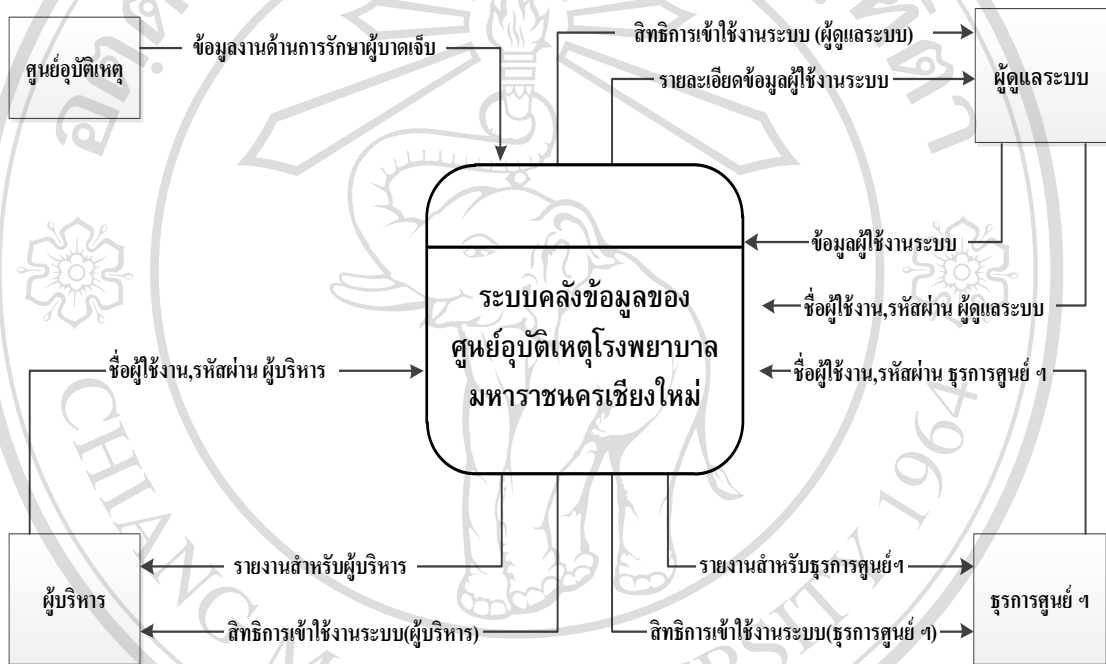 ศูนย์อุบัติเหตุ
ข้อมูลงานด้านการรักษาผู้บาดเจ็บ
สิทธิการเข้าใช้งานระบบ (ผู้ดูแลระบบ)
รายละเอียดข้อมูลผู้ใช้งานระบบ
ผู้ดูแลระบบ
ข้อมูลผู้ใช้งานระบบ
ชื่อผู้ใช้งาน,รหัสผ่าน ผู้ดูแลระบบ
ระบบคลังข้อมูลของ
ศูนย์อุบัติเหตุโรงพยาบาล
มหาราชนครเชียงใหม่
ชื่อผู้ใช้งาน,รหัสผ่าน ผู้บริหาร
ชื่อผู้ใช้งาน,รหัสผ่าน ธุรการศูนย์ ฯ
ผู้บริหาร
รายงานสำหรับผู้บริหาร
สิทธิการเข้าใช้งานระบบ(ผู้บริหาร)
รายงานสำหรับธุรการศูนย์ฯ
สิทธิการเข้าใช้งานระบบ(ธุรการศูนย์ ฯ)
ธุรการศูนย์ ฯ
CHIANG
1964